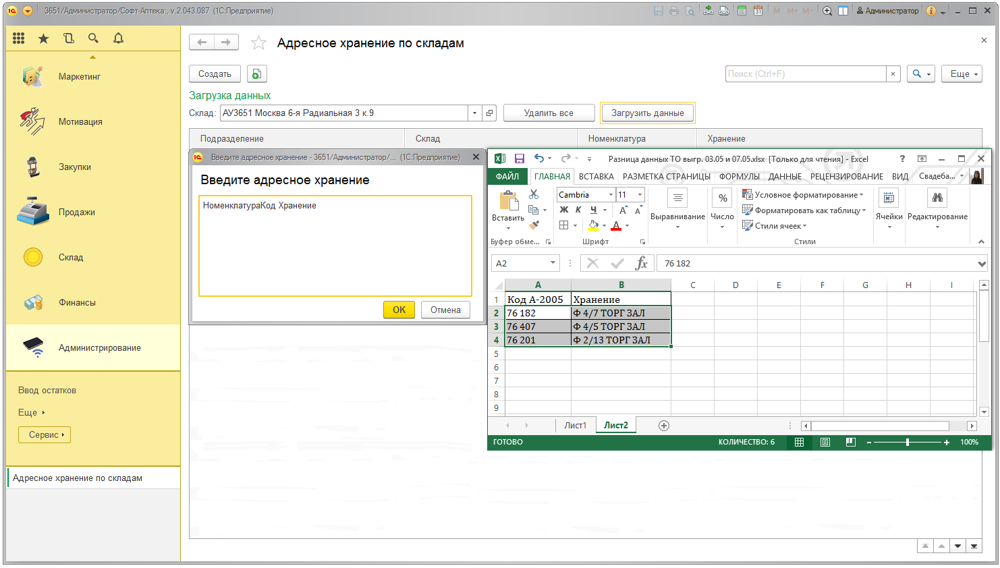 3651/Администратор/Софт-Аптека:, v.2.043.087 (1С:Предприятие)
M M+ M-
Администратор
Маркетинг
Мотивация
Закупки
Продажи
Склад
Финансы
Администрирование
Ввод остатков
Еще
Сервис
Адресное хранение по складам
Адресное хранение по складам
Создать
Поиск (Ctrl+F)
Еще
Загрузка данных
Склад:
АУ3651 Москва 6-я Радиальная 3 к.9
Удалить все
Загрузить данные
Подразделение
Склад
Номенклатура
Хранение
Введите адресное хранение - 3651/Администратор/... (1С:Предприятие)
Введите адресное хранение
НоменклатураКод Хранение
ОК
Отмена
Разница данных ТО выгр. 03.05 и 07.05.xlsx [Только для чтения] - Excel
ФАЙЛ
ГЛАВНАЯ
ВСТАВКА
РАЗМЕТКА СТРАНИЦЫ
ФОРМУЛЫ
ДАННЫЕ
РЕЦЕНЗИРОВАНИЕ
ВИД
Свадеба...
Вставить
Буфер обме...
Cambria
11
Ж К Ч
А А
А
Шрифт
Выравнивание
%
Число
Условное форматирование
Форматировать как таблицу
Стили ячеек
Стили
Ячейки
Редактирование
A2
fx
76 182
A B C D E F G H I
1 Код А-2005 Хранение
2 76 182 Ф 4/7 ТОРГ ЗАЛ
3 76 407 Ф 4/5 ТОРГ ЗАЛ
4 76 201 Ф 2/13 ТОРГ ЗАЛ
5
6
7
8
9
Лист1
Лист2
ГОТОВО
КОЛИЧЕСТВО: 6
100%